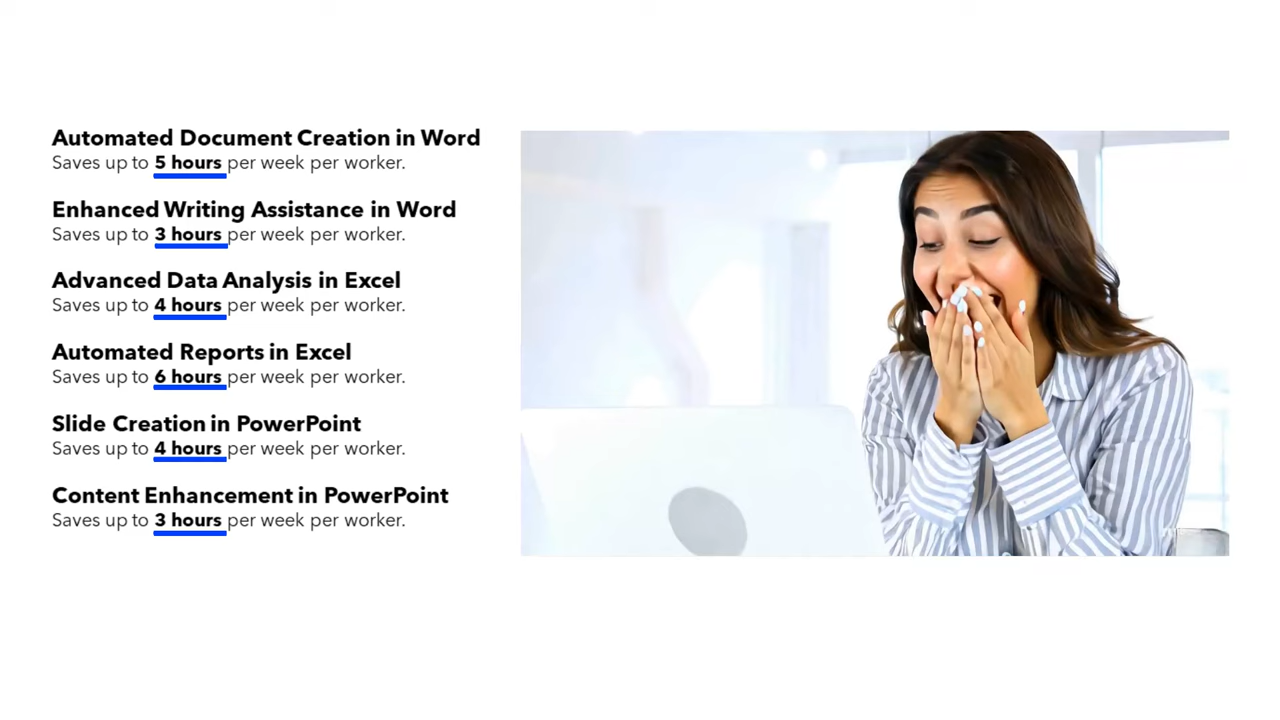 Automated Document Creation in Word
Saves up to 5 hours per week per worker.
Enhanced Writing Assistance in Word
Saves up to 3 hours per week per worker.
Advanced Data Analysis in Excel
Saves up to 4 hours per week per worker.
Automated Reports in Excel
Saves up to 6 hours per week per worker.
Slide Creation in PowerPoint
Saves up to 4 hours per week per worker.
Content Enhancement in PowerPoint
Saves up to 3 hours per week per worker.